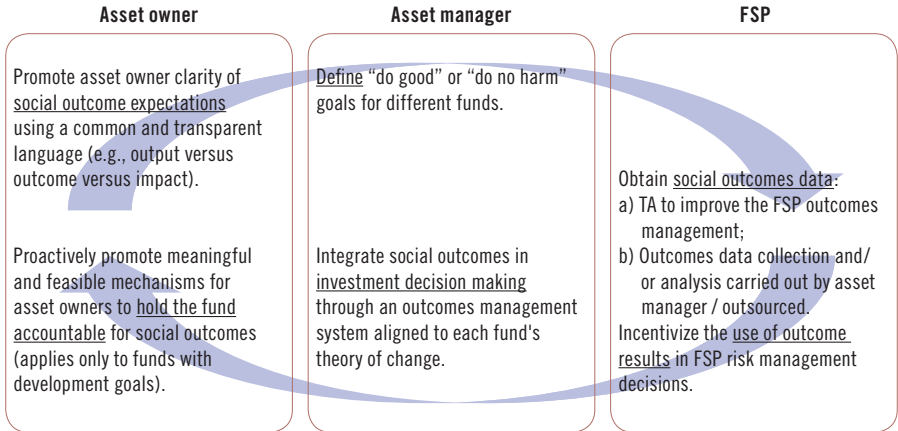 Asset owner
Asset manager
FSP
Promote asset owner clarity of
social outcome expectations
using a common and transparent
language (e.g., output versus
outcome versus impact).
Proactively promote meaningful
and feasible mechanisms for
asset owners to hold the fund
accountable for social outcomes
(applies only to funds with
development goals).
Define “do good” or “do no harm”
goals for different funds.
Integrate social outcomes in
investment decision making
through an outcomes management
system aligned to each fund's
theory of change.
Obtain social outcomes data:
a) TA to improve the FSP outcomes
management;
b) Outcomes data collection and/
or analysis carried out by asset
manager / outsourced.
Incentivize the use of outcome
results in FSP risk management
decisions.